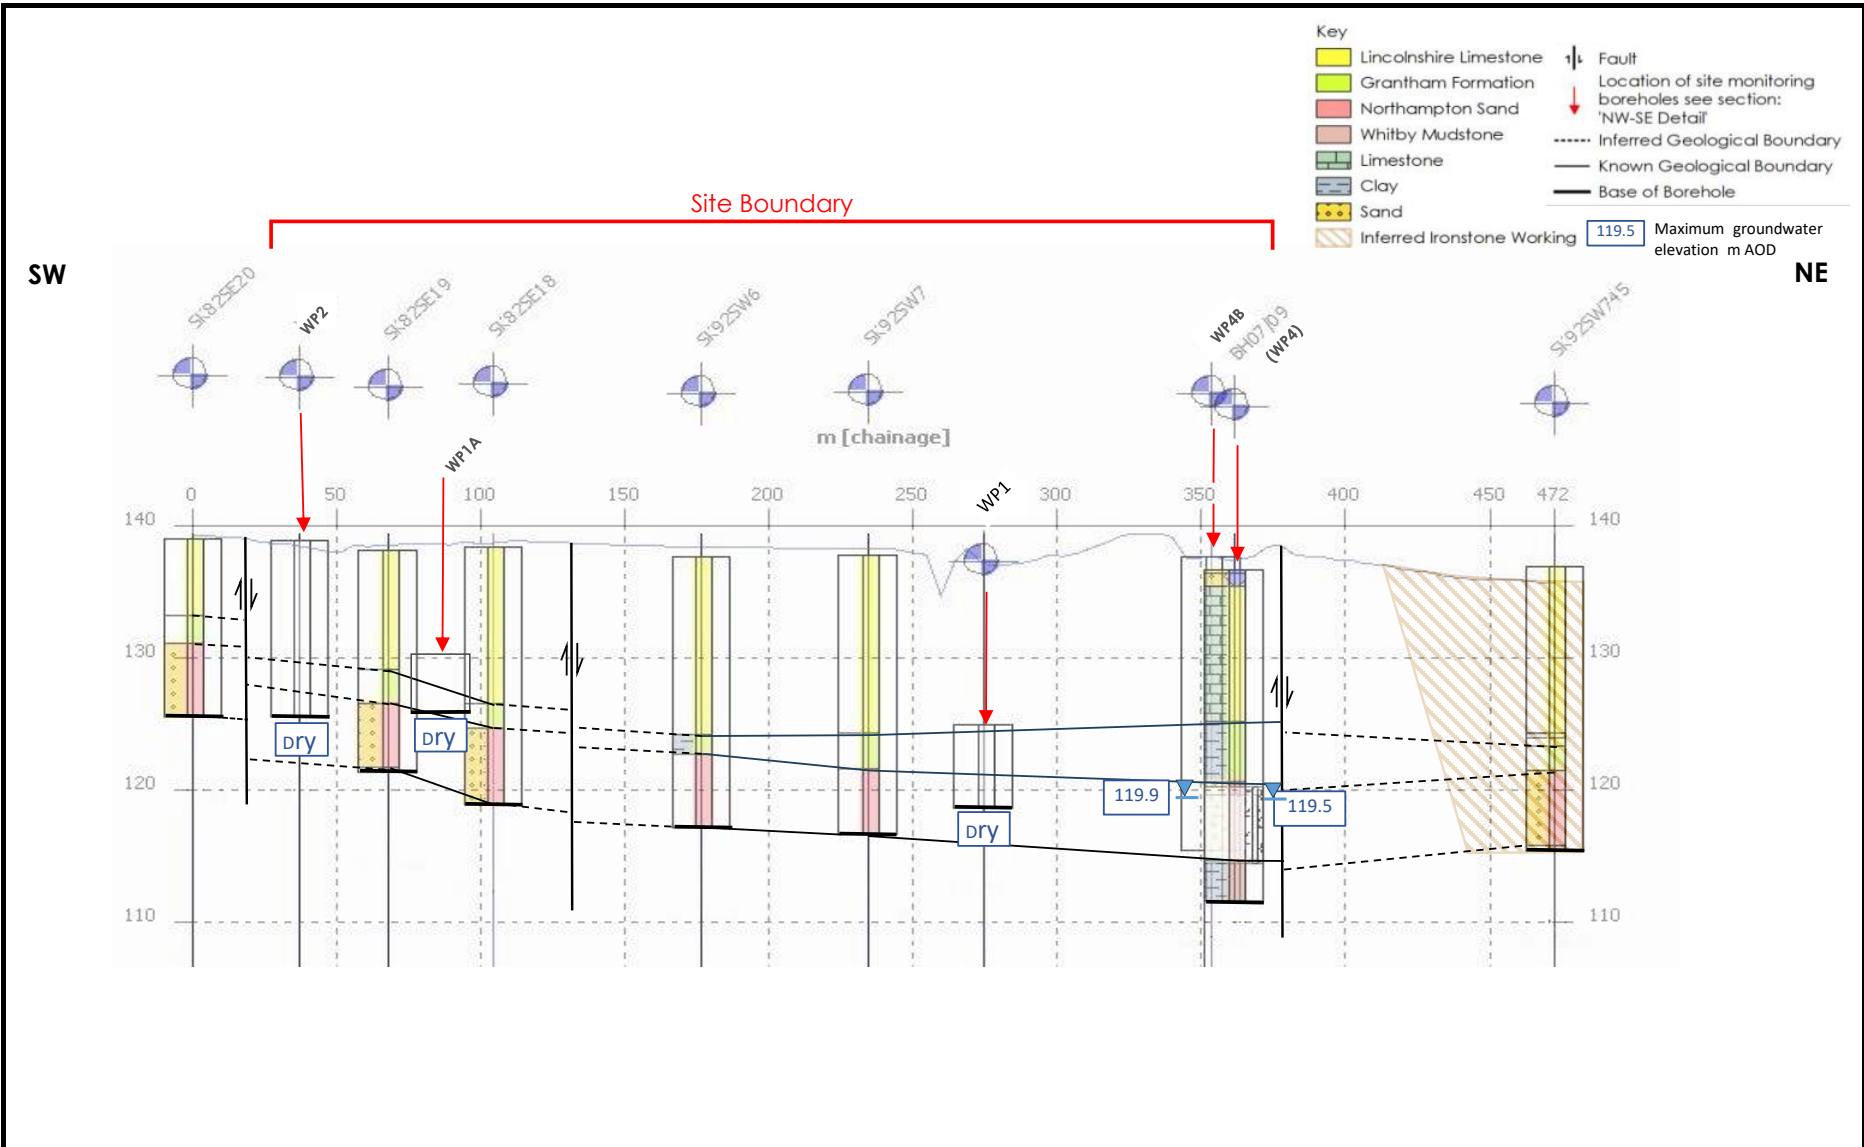 Key
Lincolnshire Limestone
Grantham Formation
Northampton Sand
Whitby Mudstone
Limestone
Clay
Sand
Inferred Ironstone Working
Fault
Location of site monitoring
boreholes see section:
'NW-SE Detail'
Inferred Geological Boundary
Known Geological Boundary
Base of Borehole
119.5 Maximum groundwater
elevation m AOD
Site Boundary
SW
NE
SK82SE20
WP2
SK82SE19
SK82SE18
SK92SW6
SK92SW7
WP4B
BH07/09
(WP4)
SK92SW745
m [chainage]
WP1A
WP1
0 50 100 150 200 250 300 350 400 450 472
140 140
130 130
120 120
110 110
Dry
Dry
Dry
119.9
119.5